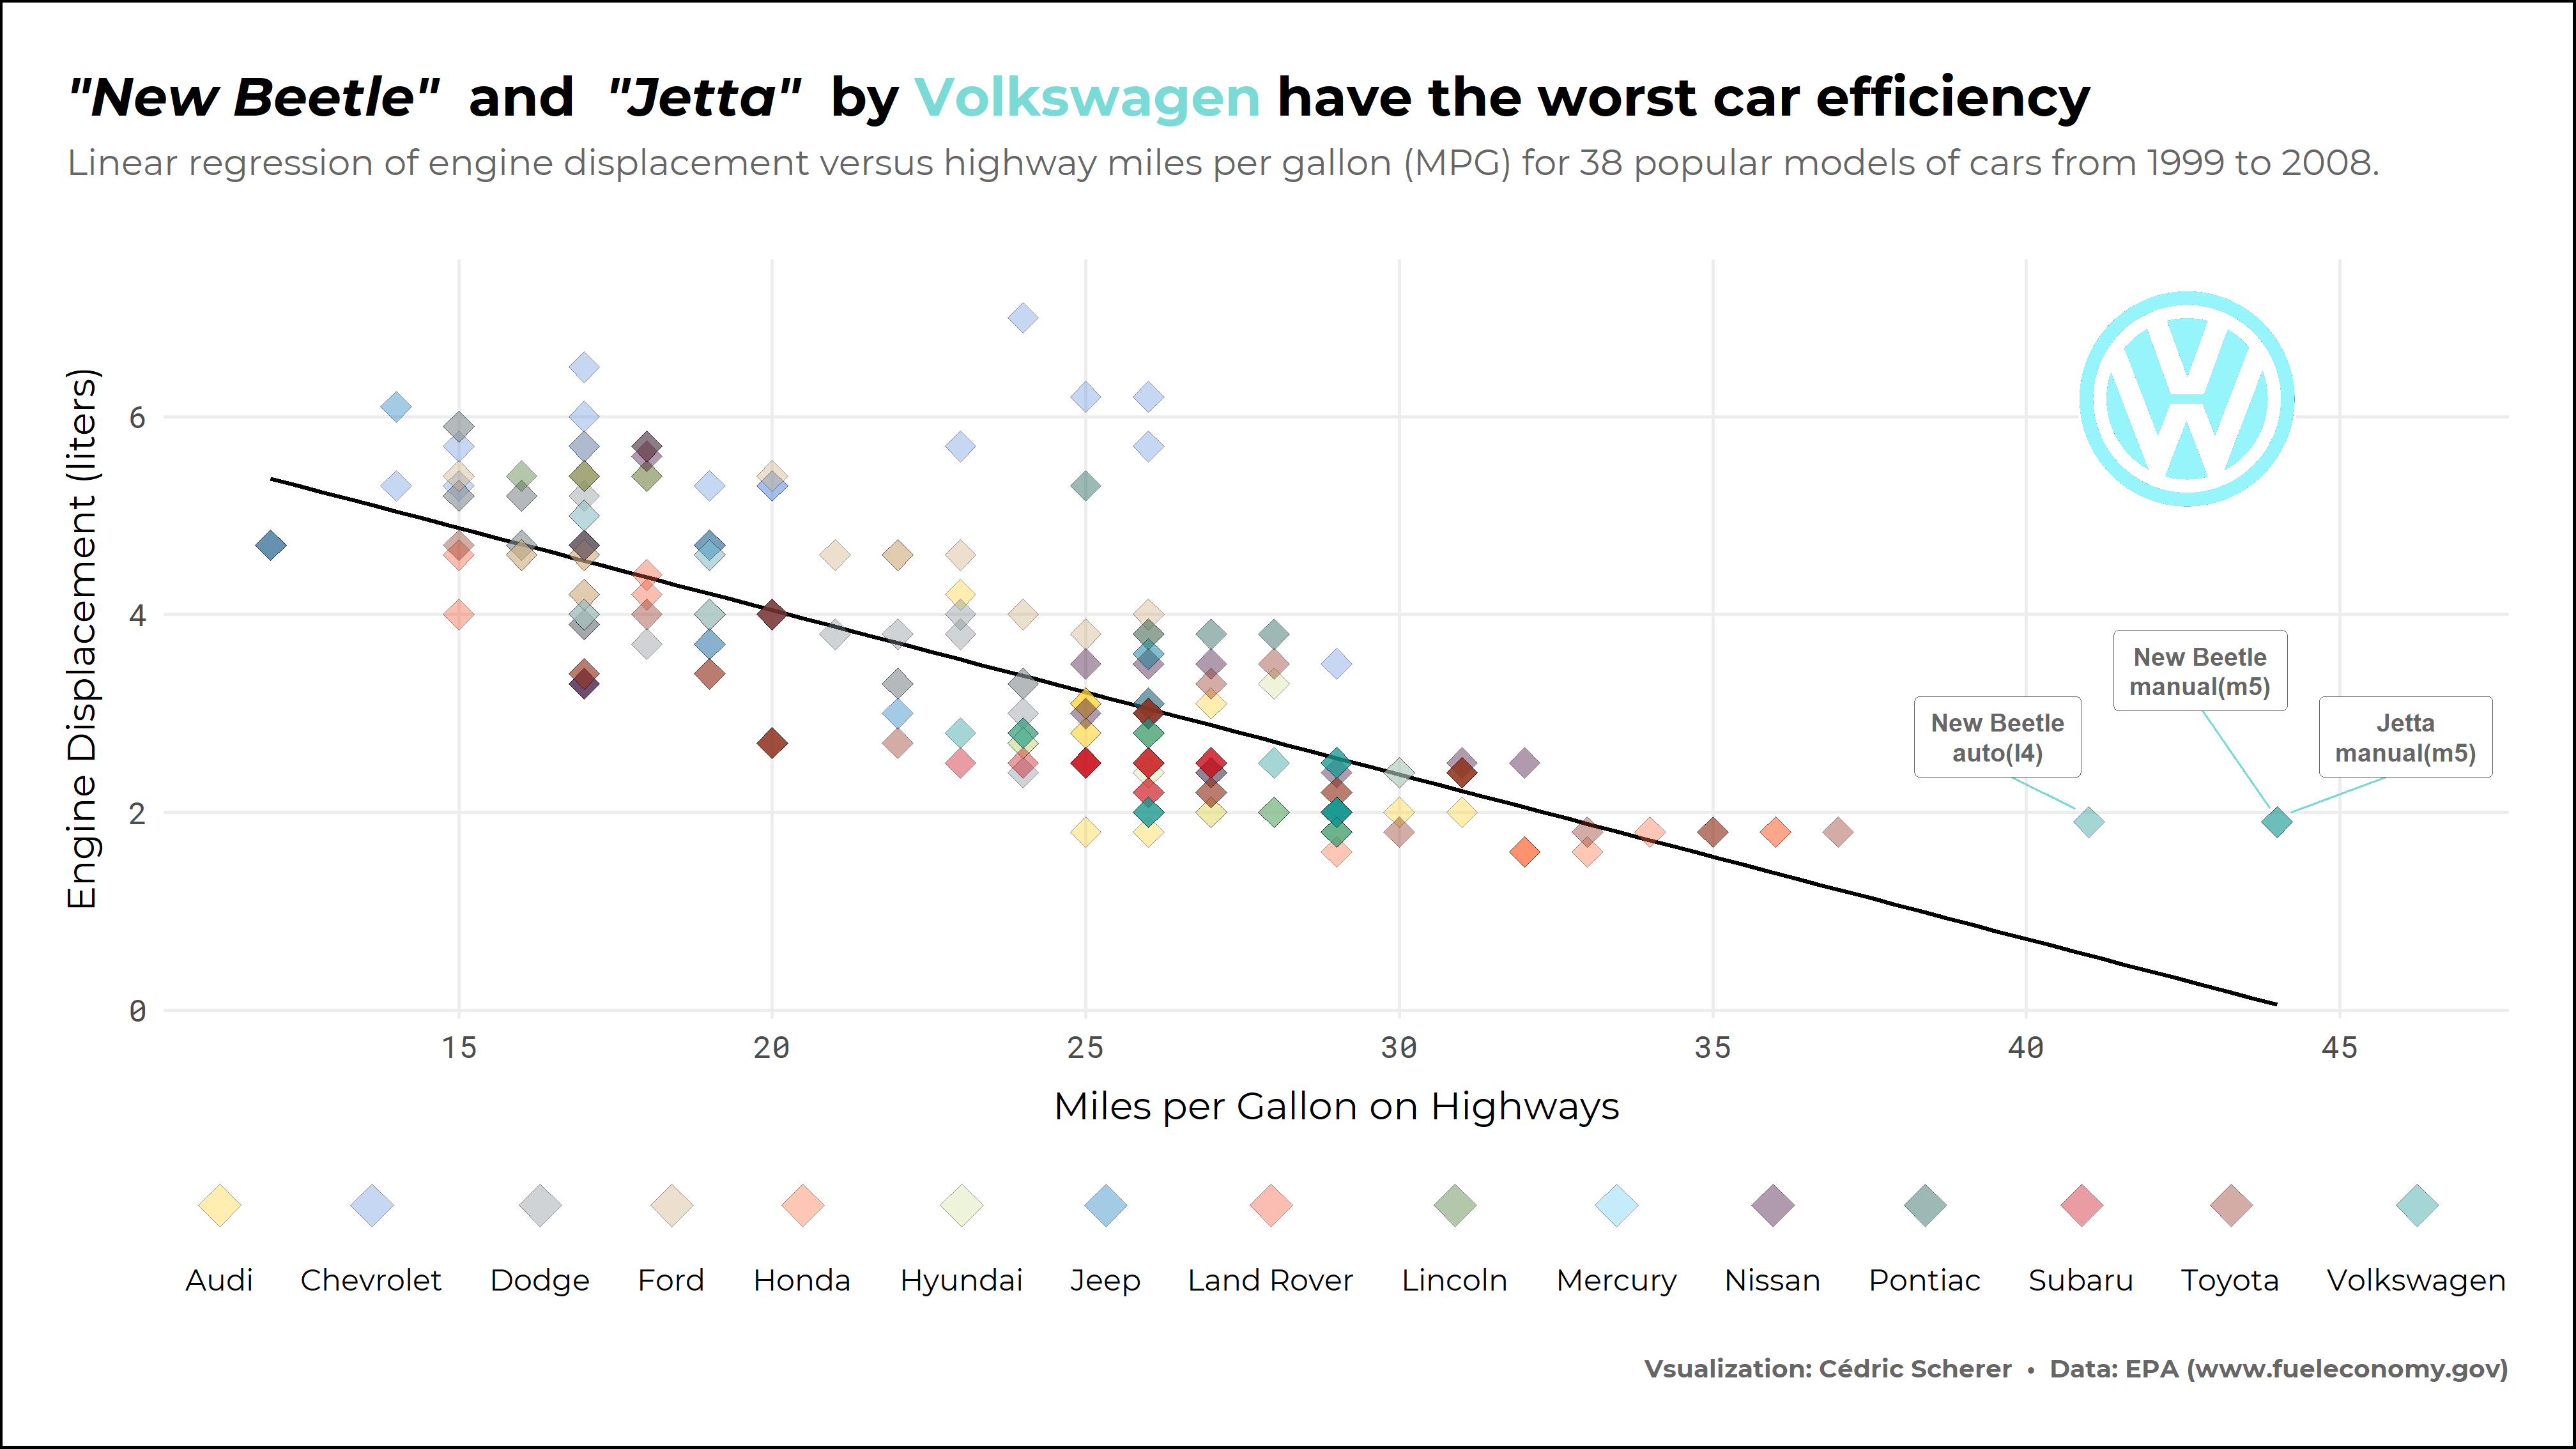 "New Beetle" and "Jetta" by Volkswagen have the worst car efficiency
Linear regression of engine displacement versus highway miles per gallon (MPG) for 38 popular models of cars from 1999 to 2008.
Engine Displacement (liters)
6
4
2
0
New Beetle
manual(m5)
New Beetle
auto(l4)
Jetta
manual(m5)
15 20 25 30 35 40 45
Miles per Gallon on Highways
Audi Chevrolet Dodge Ford Honda Hyundai Jeep Land Rover Lincoln Mercury Nissan Pontiac Subaru Toyota Volkswagen
Vsualization: Cédric Scherer • Data: EPA (www.fueleconomy.gov)